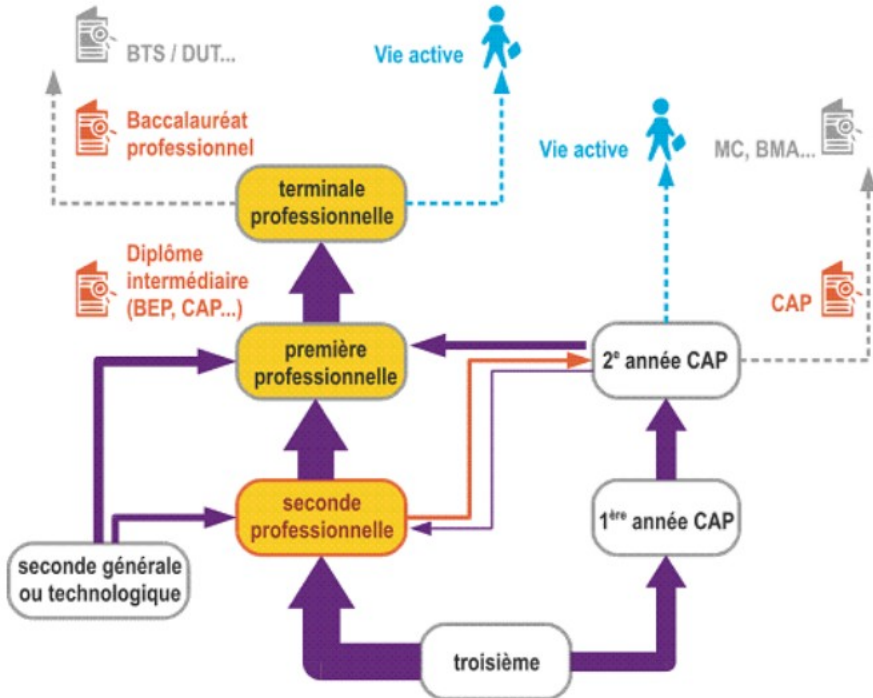 BTS / DUT...
Vie active
Baccalauréat
professionnel
Vie active
MC, BMA...
terminale
professionnelle
Diplôme
intermédiaire
(BEP, CAP...)
CAP
première
professionnelle
2e année CAP
seconde
professionnelle
1ère année CAP
seconde générale
ou technologique
troisième